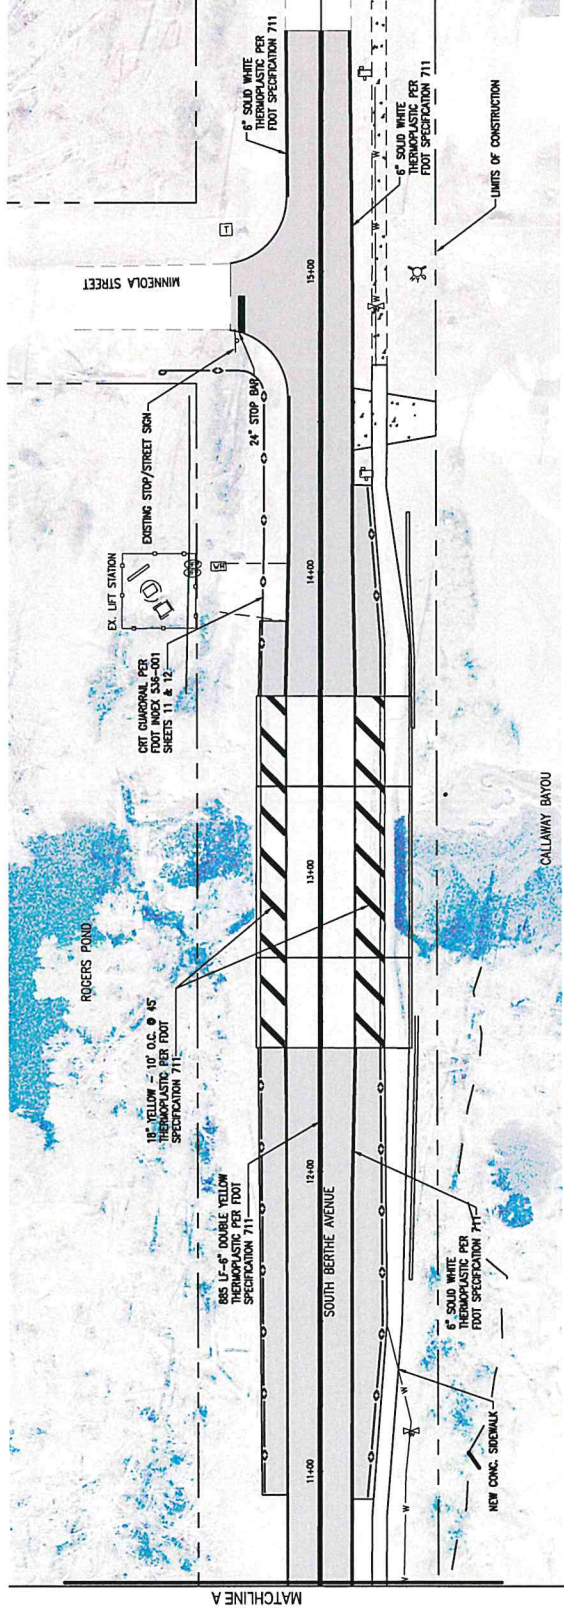 6" SOLID WHITE
THERMOPLASTIC PER
FDOT SPECIFICATION 711
6" SOLID WHITE
THERMOPLASTIC PER
FDOT SPECIFICATION 711
LIMITS OF CONSTRUCTION
MINNEOLA STREET
T
15+00
W
W
W
EXISTING STOP/STREET SIGN
24" STOP BAR
EX. LIFT STATION
14+00
CRT GUARDRAIL PER
FDOT INDEX 536-001
SHEETS 11 & 12
ROGERS POND
13+00
CALLAWAY BAYOU
18" YELLOW - 10' O.C. @ 45°
THERMOPLASTIC PER FDOT
SPECIFICATION 711
885 LF-6" DOUBLE YELLOW
THERMOPLASTIC PER FDOT
SPECIFICATION 711
12+00
SOUTH BERTHE AVENUE
6" SOLID WHITE
THERMOPLASTIC PER
FDOT SPECIFICATION 711
NEW CONC. SIDEWALK
11+00
W
W
W
MATCHLINE A